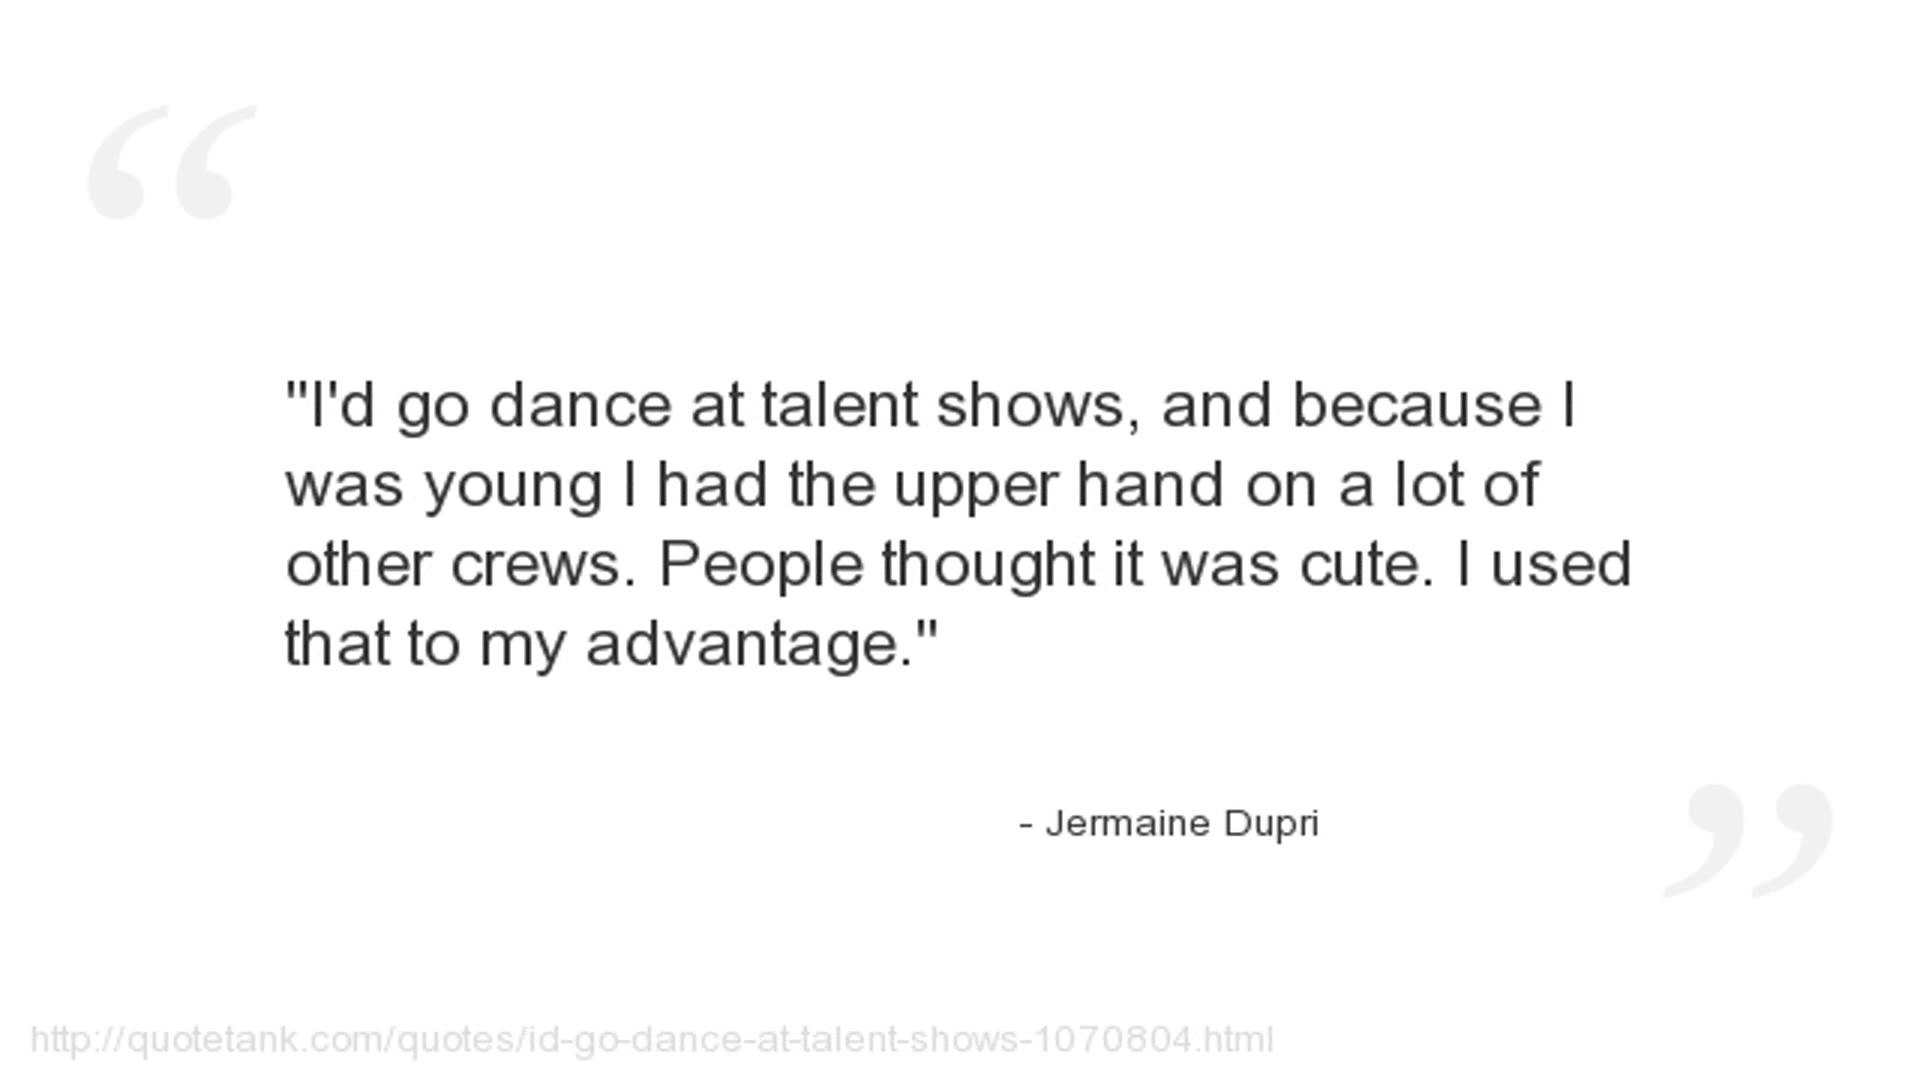 "I'd go dance at talent shows, and because I
was young I had the upper hand on a lot of
other crews. People thought it was cute. I used
that to my advantage."
- Jermaine Dupri
http://quotetank.com/quotes/id-go-dance-at-talent-shows-1070804.html